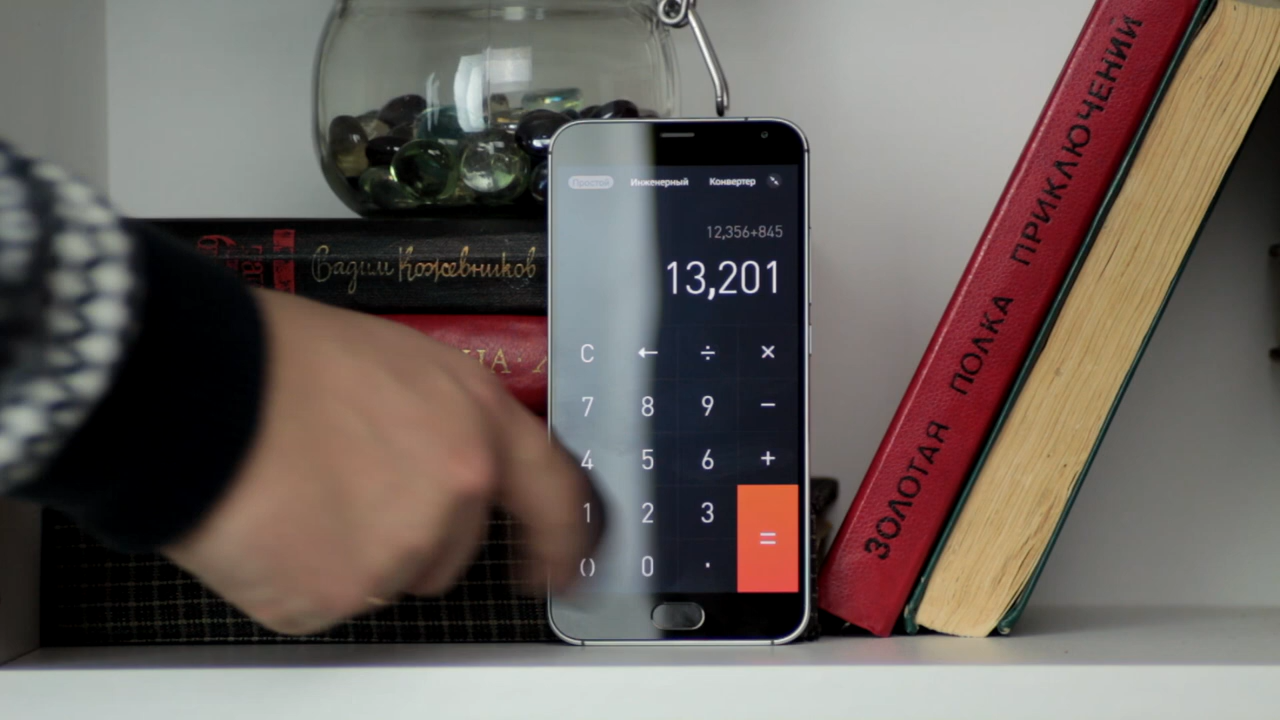 Простой Инженерный Конвертер
12,356+845
13,201
C ← ÷ ×
7 8 9 −
4 5 6 +
1 2 3
=
() 0 .
Вадим Кожевников
ЗОЛОТАЯ ПОЛКА ПРИКЛЮЧЕНИЙ